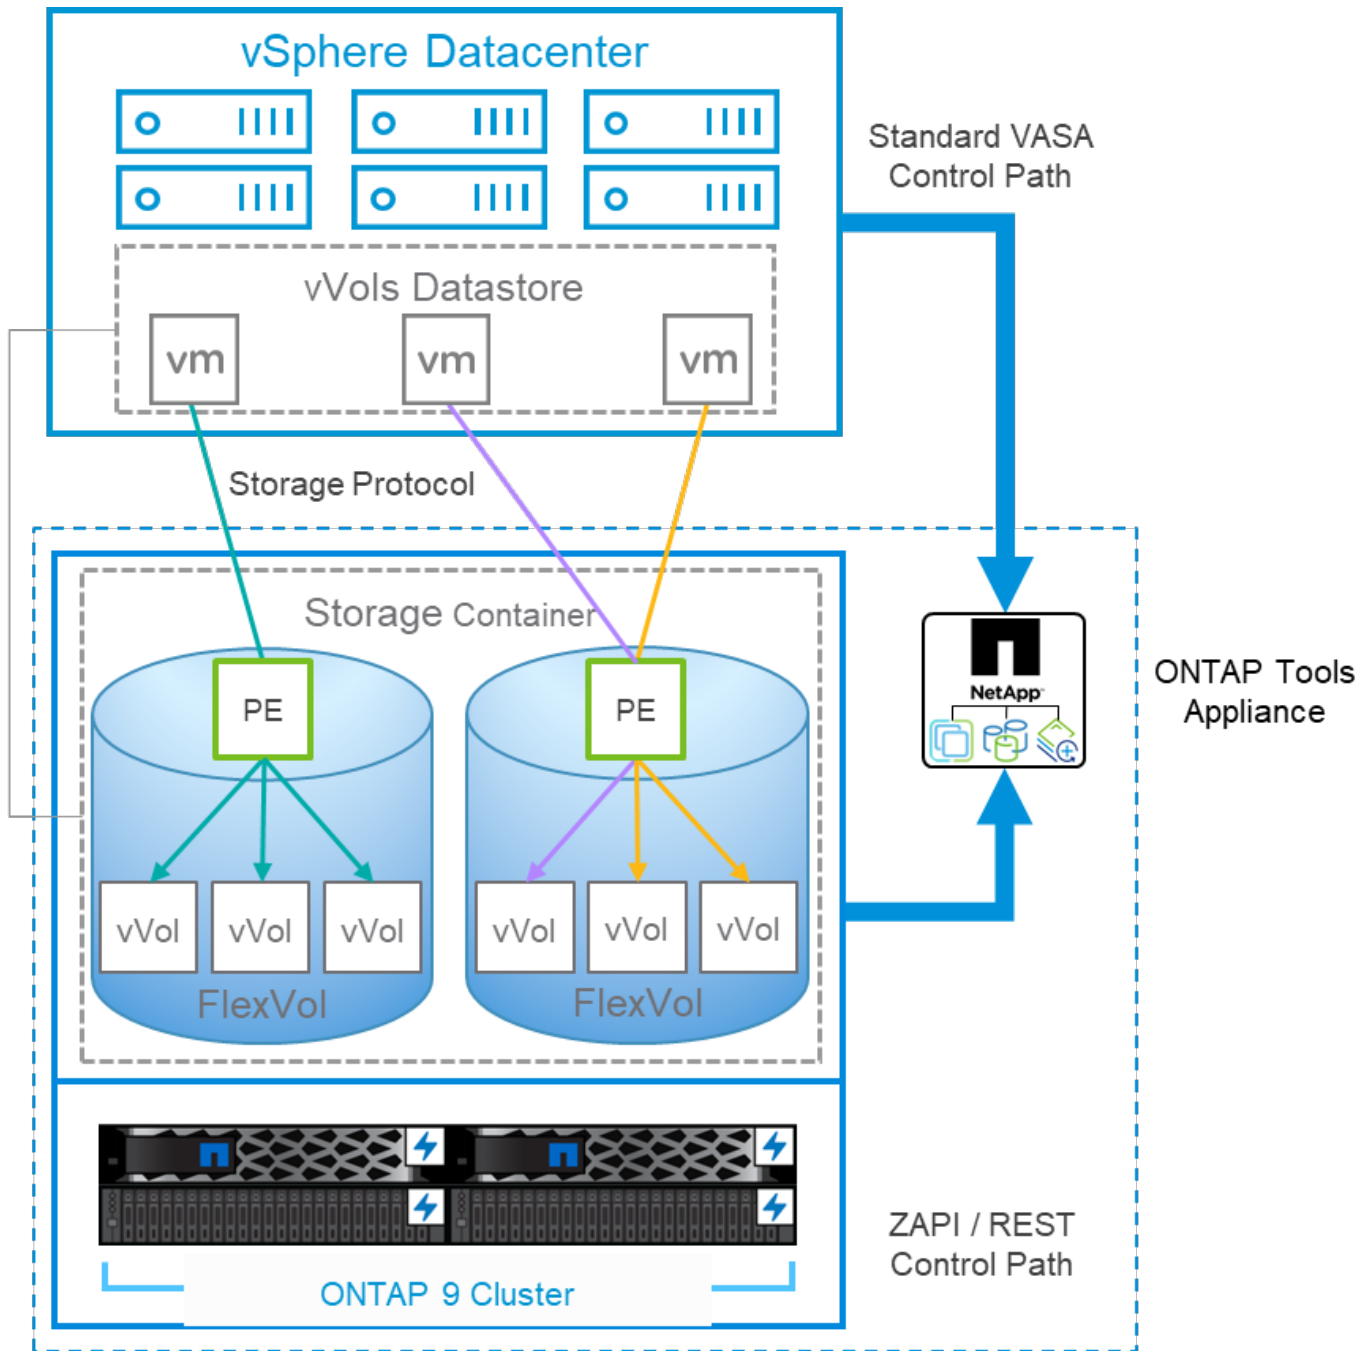 vSphere Datacenter
Standard VASA
Control Path
vVols Datastore
vm
vm
vm
Storage Protocol
Storage Container
PE
PE
NetApp
ONTAP Tools
Appliance
vVol
vVol
vVol
vVol
vVol
vVol
FlexVol
FlexVol
ZAPI / REST
Control Path
ONTAP 9 Cluster